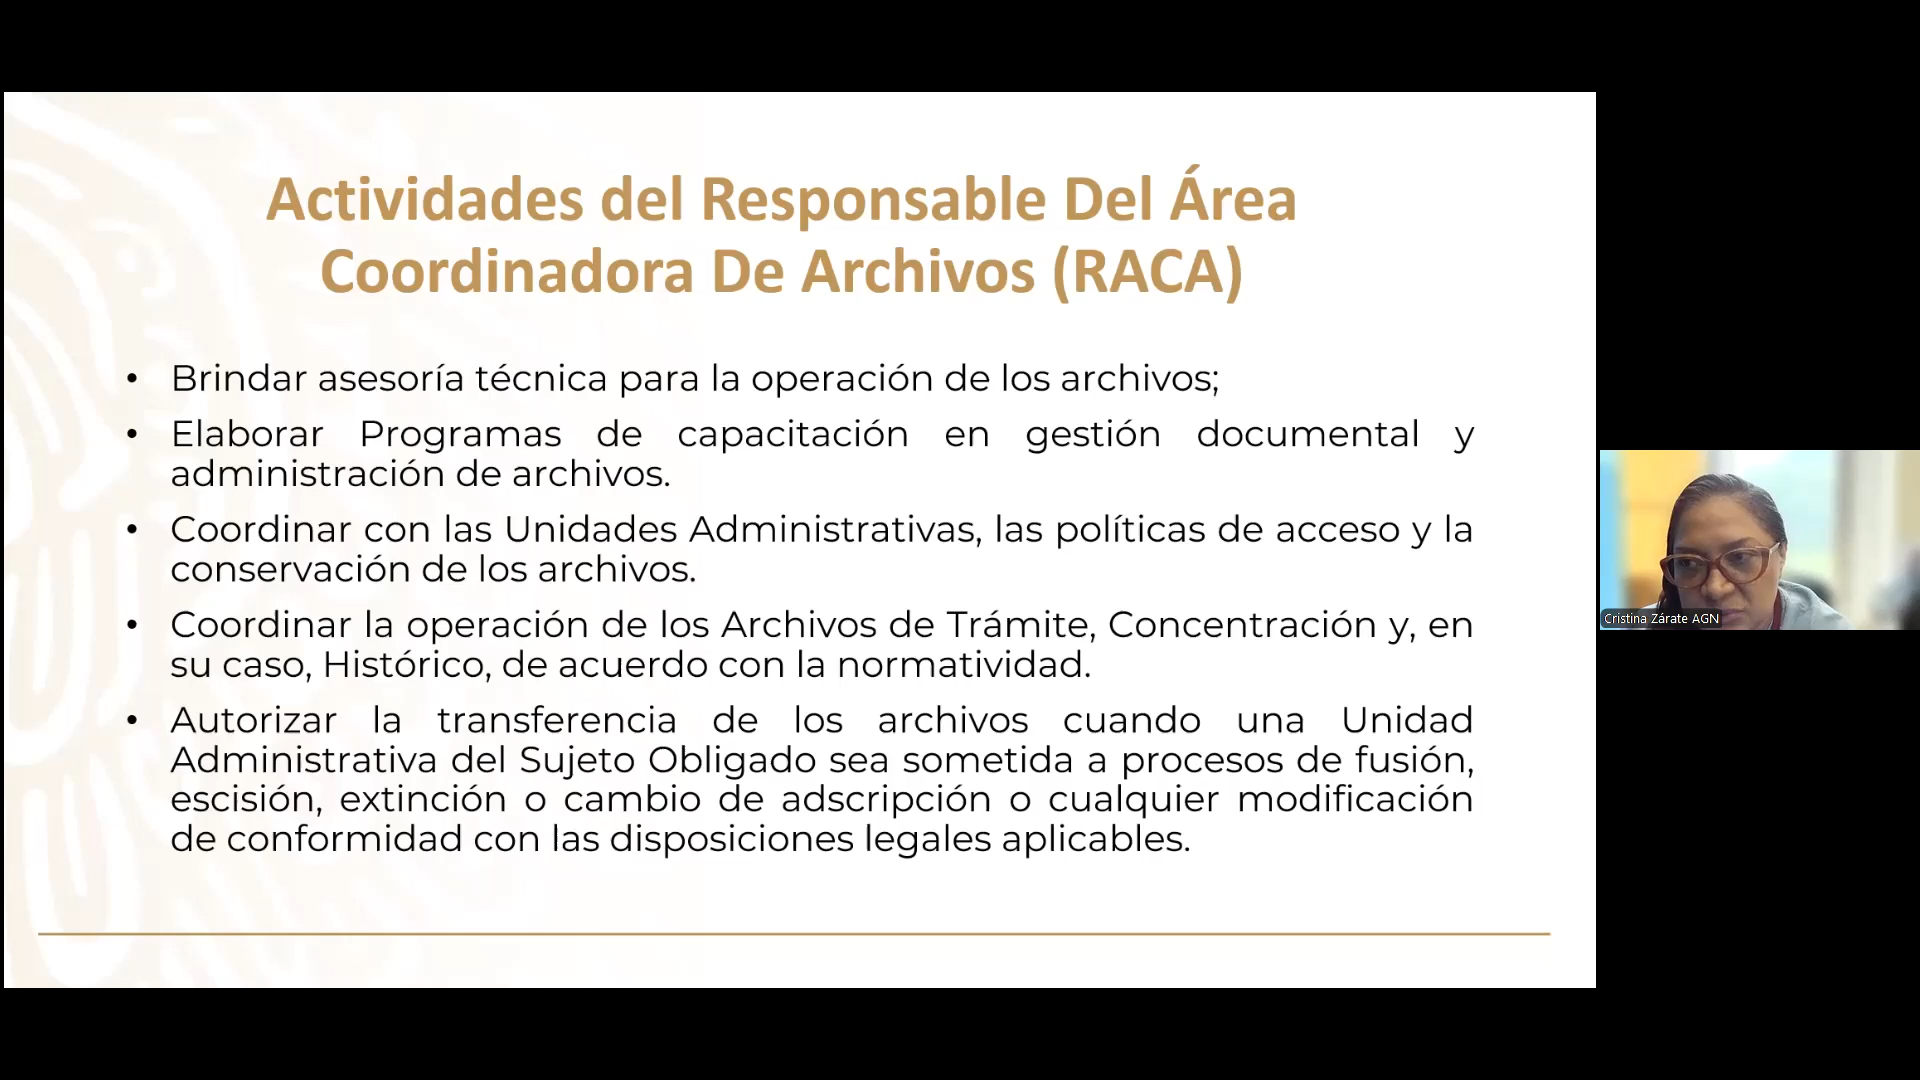 Actividades del Responsable Del Área
Coordinadora De Archivos (RACA)
• Brindar asesoría técnica para la operación de los archivos;
• Elaborar Programas de capacitación en gestión documental y
administración de archivos.
• Coordinar con las Unidades Administrativas, las políticas de acceso y la
conservación de los archivos.
• Coordinar la operación de los Archivos de Trámite, Concentración y, en
su caso, Histórico, de acuerdo con la normatividad.
• Autorizar la transferencia de los archivos cuando una Unidad
Administrativa del Sujeto Obligado sea sometida a procesos de fusión,
escisión, extinción o cambio de adscripción o cualquier modificación
de conformidad con las disposiciones legales aplicables.
Cristina Zárate AGN